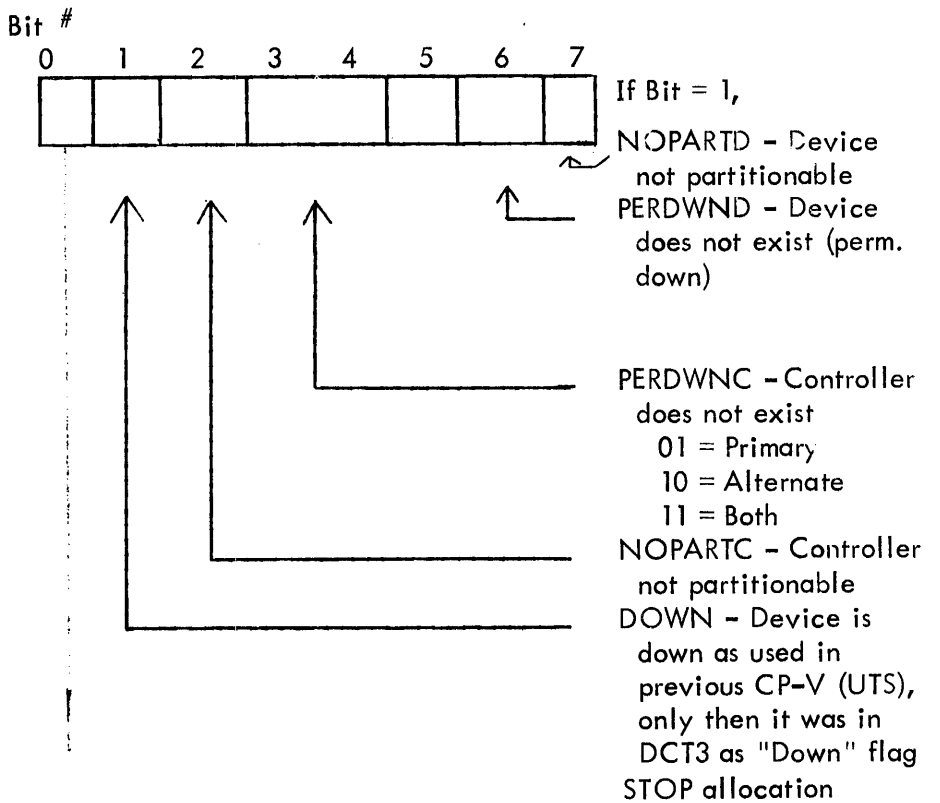 Bit #
0 1 2 3 4 5 6 7
If Bit = 1,
NOPARTD - Device
not partitionable
PERDWND - Device
does not exist (perm.
down)
PERDWNC - Controller
does not exist
01 = Primary
10 = Alternate
11 = Both
NOPARTC - Controller
not partitionable
DOWN - Device is
down as used in
previous CP-V (UTS),
only then it was in
DCT3 as "Down" flag
STOP allocation